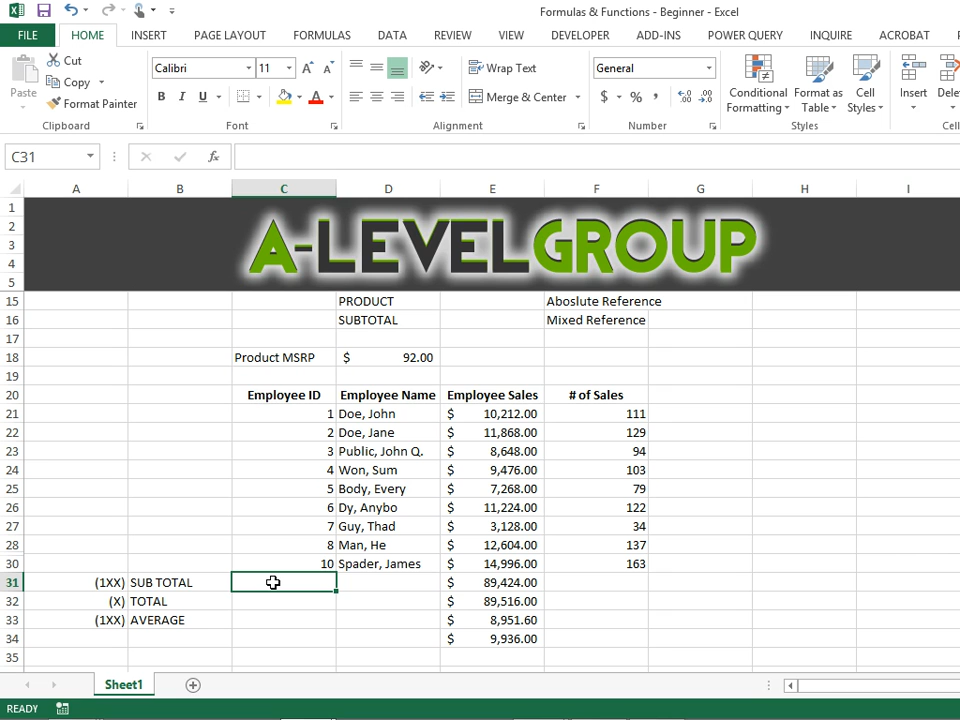 Formulas & Functions - Beginner - Excel
FILE HOME INSERT PAGE LAYOUT FORMULAS DATA REVIEW VIEW DEVELOPER ADD-INS POWER QUERY INQUIRE ACROBAT
Cut
Copy
Format Painter
Paste
Calibri 11
B I U
Wrap Text
Merge & Center
General
$ % ,
Conditional Formatting
Format as Table
Cell Styles
Insert
Dele
Clipboard Font Alignment Number Styles Cel
C31 fx
A B C D E F G H I
1
2
3
4
5
A-LEVELGROUP
15 PRODUCT Aboslute Reference
16 SUBTOTAL Mixed Reference
17
18 Product MSRP $ 92.00
19
20 Employee ID Employee Name Employee Sales # of Sales
21 1 Doe, John $ 10,212.00 111
22 2 Doe, Jane $ 11,868.00 129
23 3 Public, John Q. $ 8,648.00 94
24 4 Won, Sum $ 9,476.00 103
25 5 Body, Every $ 7,268.00 79
26 6 Dy, Anybo $ 11,224.00 122
27 7 Guy, Thad $ 3,128.00 34
28 8 Man, He $ 12,604.00 137
30 10 Spader, James $ 14,996.00 163
31 (1XX) SUB TOTAL $ 89,424.00
32 (X) TOTAL $ 89,516.00
33 (1XX) AVERAGE $ 8,951.60
34 $ 9,936.00
35
Sheet1
READY